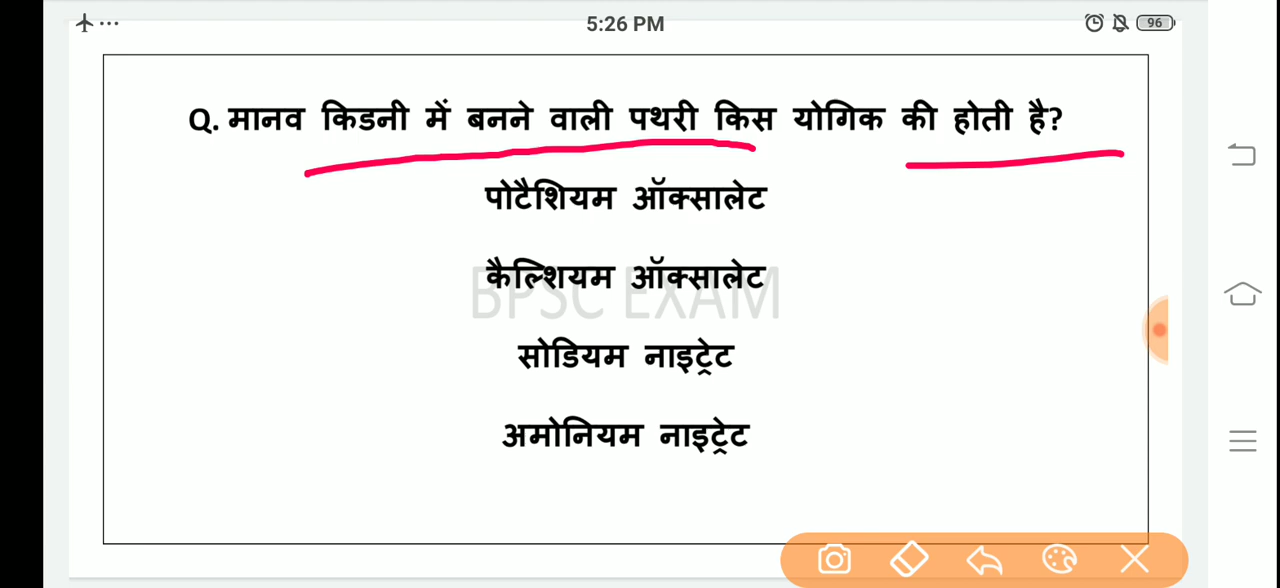 5:26 PM
96
Q. मानव किडनी में बनने वाली पथरी किस योगिक की होती है?
पोटैशियम ऑक्सालेट
कैल्शियम ऑक्सालेट
BPSC EXAM
सोडियम नाइट्रेट
अमोनियम नाइट्रेट